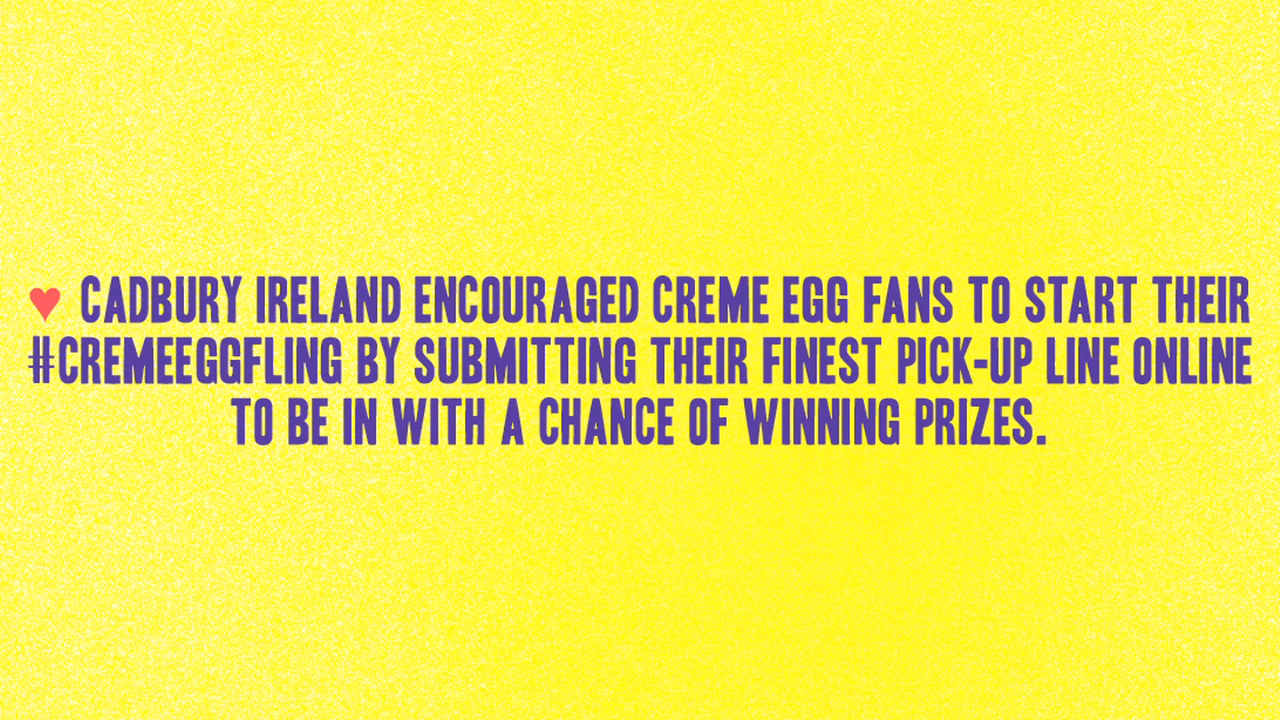 ♥ CADBURY IRELAND ENCOURAGED CREME EGG FANS TO START THEIR
#CREMEEGGFLING BY SUBMITTING THEIR FINEST PICK-UP LINE ONLINE
TO BE IN WITH A CHANCE OF WINNING PRIZES.